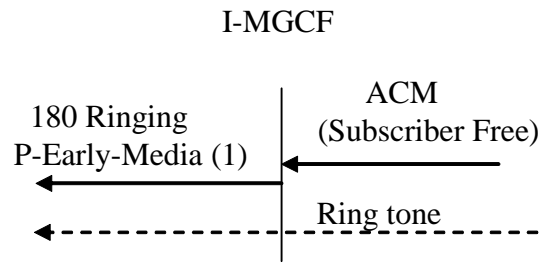 I-MGCF
ACM
(Subscriber Free)
180 Ringing
P-Early-Media (1)
Ring tone